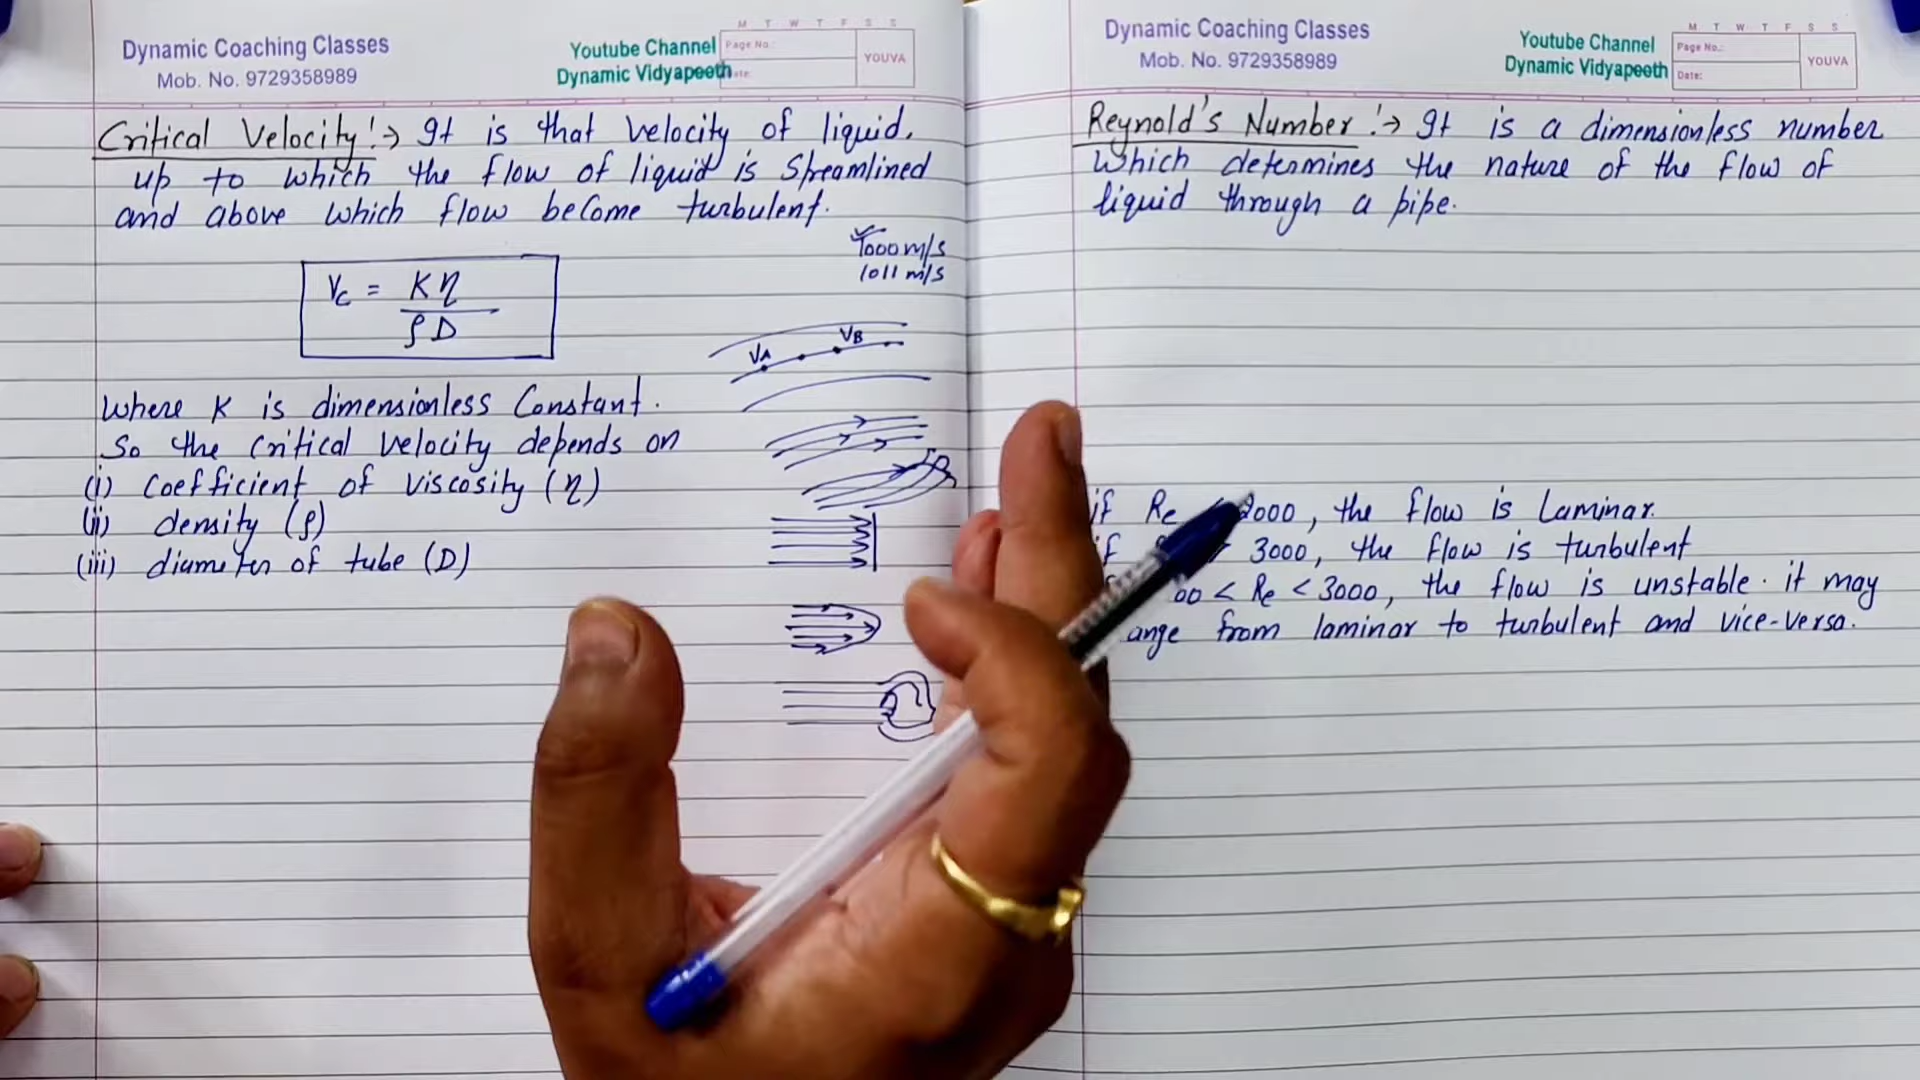 Dynamic Coaching Classes
Mob. No. 9729358989
Youtube Channel
Dynamic Vidyapeeth
M T W T F S S
Page No.:
YOUVA
Critical Velocity :→ It is that velocity of liquid.
up to which the flow of liquid is streamlined
and above which flow become turbulent.
1000 m/s
1011 m/s
Vc = Kη
ρD
VA
VB
Where K is dimensionless Constant.
So the critical velocity depends on
(i) Coefficient of viscosity (η)
(ii) density (ρ)
(iii) diameter of tube (D)
Dynamic Coaching Classes
Mob. No. 9729358989
Youtube Channel
Dynamic Vidyapeeth
M T W T F S S
Page No.:
Date:
YOUVA
Reynold's Number :→ It is a dimensionless number
which determines the nature of the flow of
liquid through a pipe.
if Re 2000, the flow is Laminar.
3000, the flow is turbulent
< Re < 3000, the flow is unstable. it may
from laminar to turbulent and vice-versa.